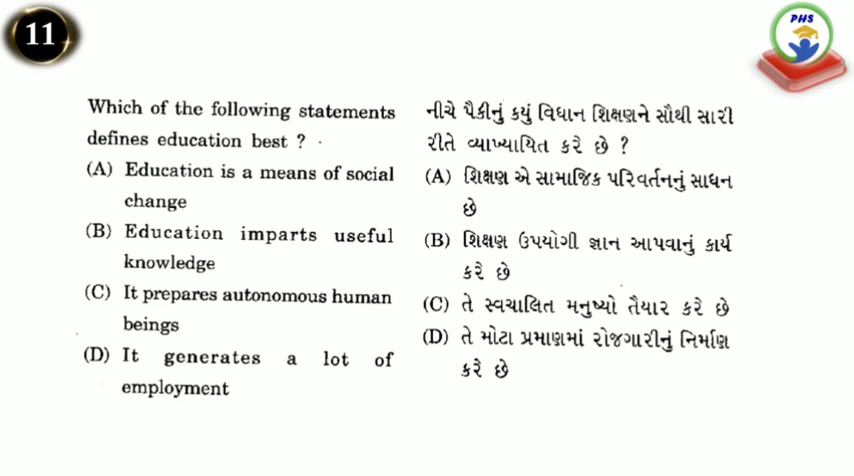 11
PHS
Which of the following statements
defines education best ?
(A) Education is a means of social
change
(B) Education imparts useful
knowledge
(C) It prepares autonomous human
beings
(D) It generates a lot of
employment
નીચે પૈકીનું કયું વિધાન શિક્ષણને સૌથી સારી
રીતે વ્યાખ્યાયિત કરે છે ?
(A) શિક્ષણ એ સામાજિક પરિવર્તનનું સાધન
છે
(B) શિક્ષણ ઉપયોગી જ્ઞાન આપવાનું કાર્ય
કરે છે
(C) તે સ્વચાલિત મનુષ્યો તૈયાર કરે છે
(D) તે મોટા પ્રમાણમાં રોજગારીનું નિર્માણ
કરે છે